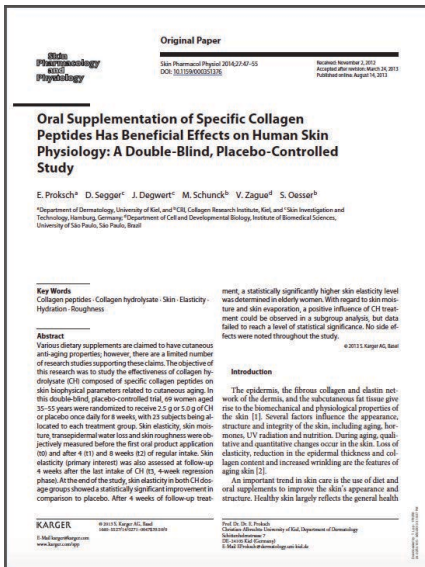 Original Paper
Skin
Pharmacology
and
Physiology
Skin Pharmacol Physiol 2014;27:47–55
DOI: 10.1159/000351376
Received: November 2, 2012
Accepted after revision: March 24, 2013
Published online: August 14, 2013
Oral Supplementation of Specific Collagen
Peptides Has Beneficial Effects on Human Skin
Physiology: A Double-Blind, Placebo-Controlled
Study
E. Proksch a D. Segger c J. Degwert c M. Schunck b V. Zague d S. Oesser b
a Department of Dermatology, University of Kiel, and b CRI, Collagen Research Institute, Kiel, and c Skin Investigation and
Technology, Hamburg, Germany; d Department of Cell and Developmental Biology, Institute of Biomedical Sciences,
University of São Paulo, São Paulo, Brazil
Key Words
Collagen peptides · Collagen hydrolysate · Skin · Elasticity ·
Hydration · Roughness
Abstract
Various dietary supplements are claimed to have cutaneous
anti-aging properties; however, there are a limited number
of research studies supporting these claims. The objective of
this research was to study the effectiveness of collagen hy-
drolysate (CH) composed of specific collagen peptides on
skin biophysical parameters related to cutaneous aging. In
this double-blind, placebo-controlled trial, 69 women aged
35–55 years were randomized to receive 2.5 g or 5.0 g of CH
or placebo once daily for 8 weeks, with 23 subjects being al-
located to each treatment group. Skin elasticity, skin mois-
ture, transepidermal water loss and skin roughness were ob-
jectively measured before the first oral product application
(t0) and after 4 (t1) and 8 weeks (t2) of regular intake. Skin
elasticity (primary interest) was also assessed at follow-up
4 weeks after the last intake of CH (t3, 4-week regression
phase). At the end of the study, skin elasticity in both CH dos-
age groups showed a statistically significant improvement in
comparison to placebo. After 4 weeks of follow-up treat-
ment, a statistically significantly higher skin elasticity level
was determined in elderly women. With regard to skin mois-
ture and skin evaporation, a positive influence of CH treat-
ment could be observed in a subgroup analysis, but data
failed to reach a level of statistical significance. No side ef-
fects were noted throughout the study.
© 2013 S. Karger AG, Basel
Introduction
The epidermis, the fibrous collagen and elastin net-
work of the dermis, and the subcutaneous fat tissue give
rise to the biomechanical and physiological properties of
the skin [1]. Several factors influence the appearance,
structure and integrity of the skin, including aging, hor-
mones, UV radiation and nutrition. During aging, qual-
itative and quantitative changes occur in the skin. Loss of
elasticity, reduction in the epidermal thickness and col-
lagen content and increased wrinkling are the features of
aging skin [2].
An important trend in skin care is the use of diet and
oral supplements to improve the skin's appearance and
structure. Healthy skin largely reflects the general health
KARGER
E-Mail karger@karger.com
www.karger.com/spp
© 2013 S. Karger AG, Basel
Prof. Dr. Dr. E. Proksch
Christian Albrechts University of Kiel, Department of Dermatology
Schittenhelmstrasse 7
DE–24105 Kiel (Germany)
E-Mail EProksch@dermatology.uni-kiel.de